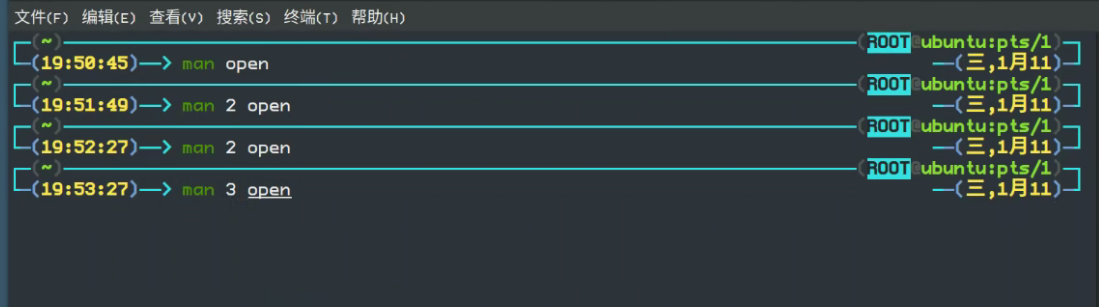 文件(F) 编辑(E) 查看(V) 搜索(S) 终端(T) 帮助(H)
(~) (ROOT@ubuntu:pts/1)
(19:50:45)—> man open —(三,1月11)
(~) (ROOT@ubuntu:pts/1)
(19:51:49)—> man 2 open —(三,1月11)
(~) (ROOT@ubuntu:pts/1)
(19:52:27)—> man 2 open —(三,1月11)
(~) (ROOT@ubuntu:pts/1)
(19:53:27)—> man 3 open —(三,1月11)